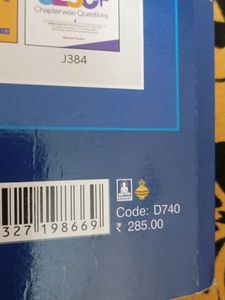 Chapterwise Questions
J384
327198669
Code: D740
₹ 285.00